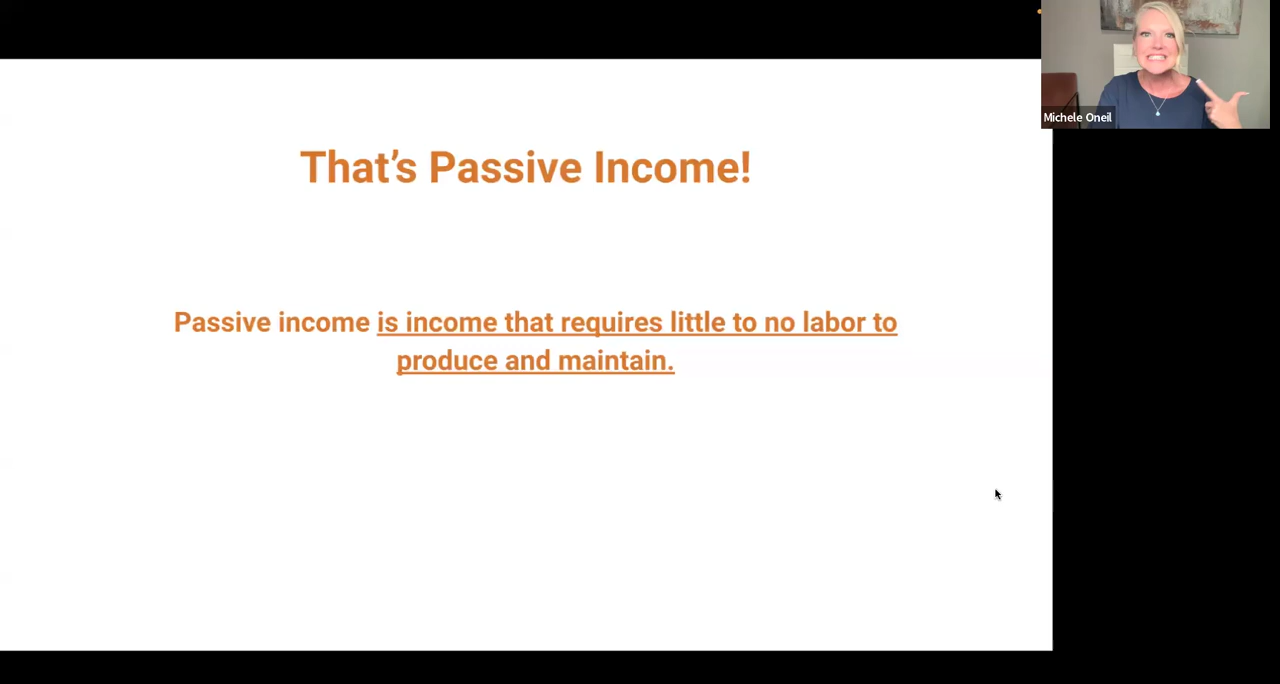 That’s Passive Income!
Passive income is income that requires little to no labor to
produce and maintain.
Michele Oneil